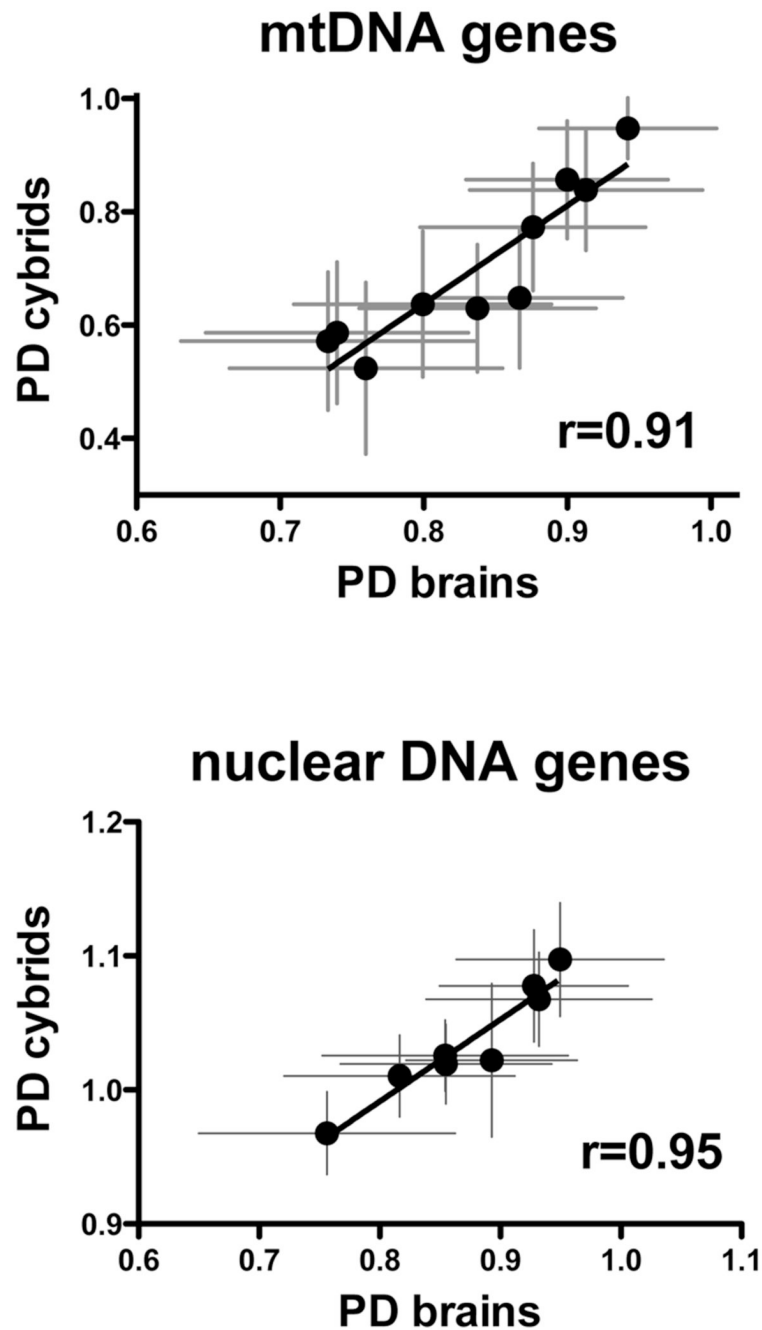 mtDNA genes
1.0
0.8
0.6
0.4
PD cybrids
r=0.91
0.6 0.7 0.8 0.9 1.0
PD brains
nuclear DNA genes
1.2
1.1
1.0
0.9
PD cybrids
r=0.95
0.6 0.7 0.8 0.9 1.0 1.1
PD brains